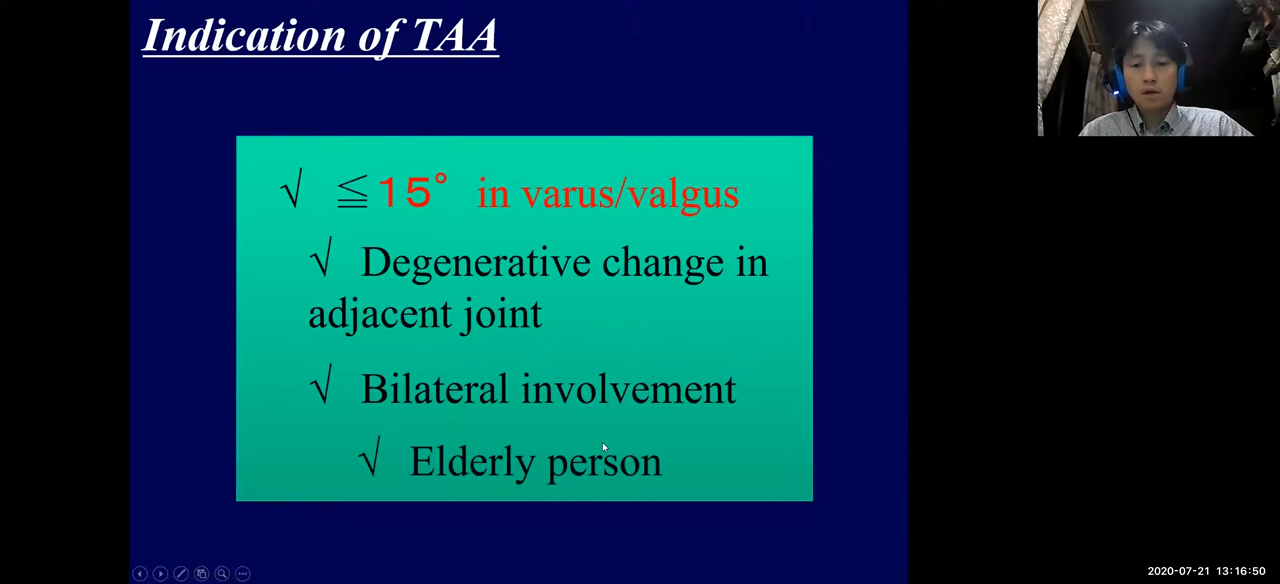 Indication of TAA
√ ≦15° in varus/valgus
√ Degenerative change in
adjacent joint
√ Bilateral involvement
√ Elderly person
2020-07-21 13:16:50